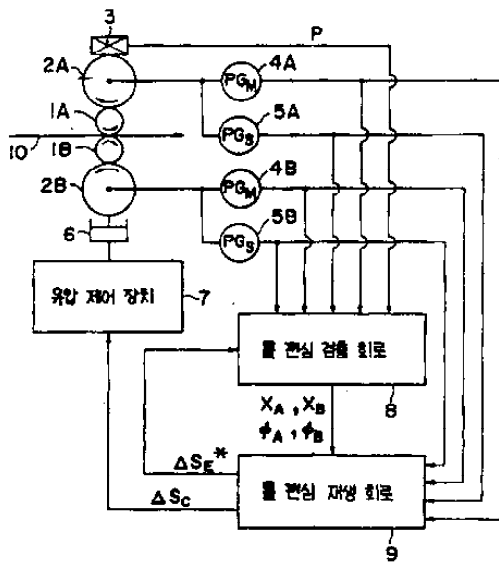 3
P
2A
4A
PGM
1A
5A
10
PGS
1B
4B
2B
PGM
5B
6
PGS
유압 제어 장치
7
롤 편심 검출 회로
8
XA , XB
φA , φB
ΔSE*
ΔSC
롤 편심 재생 회로
9